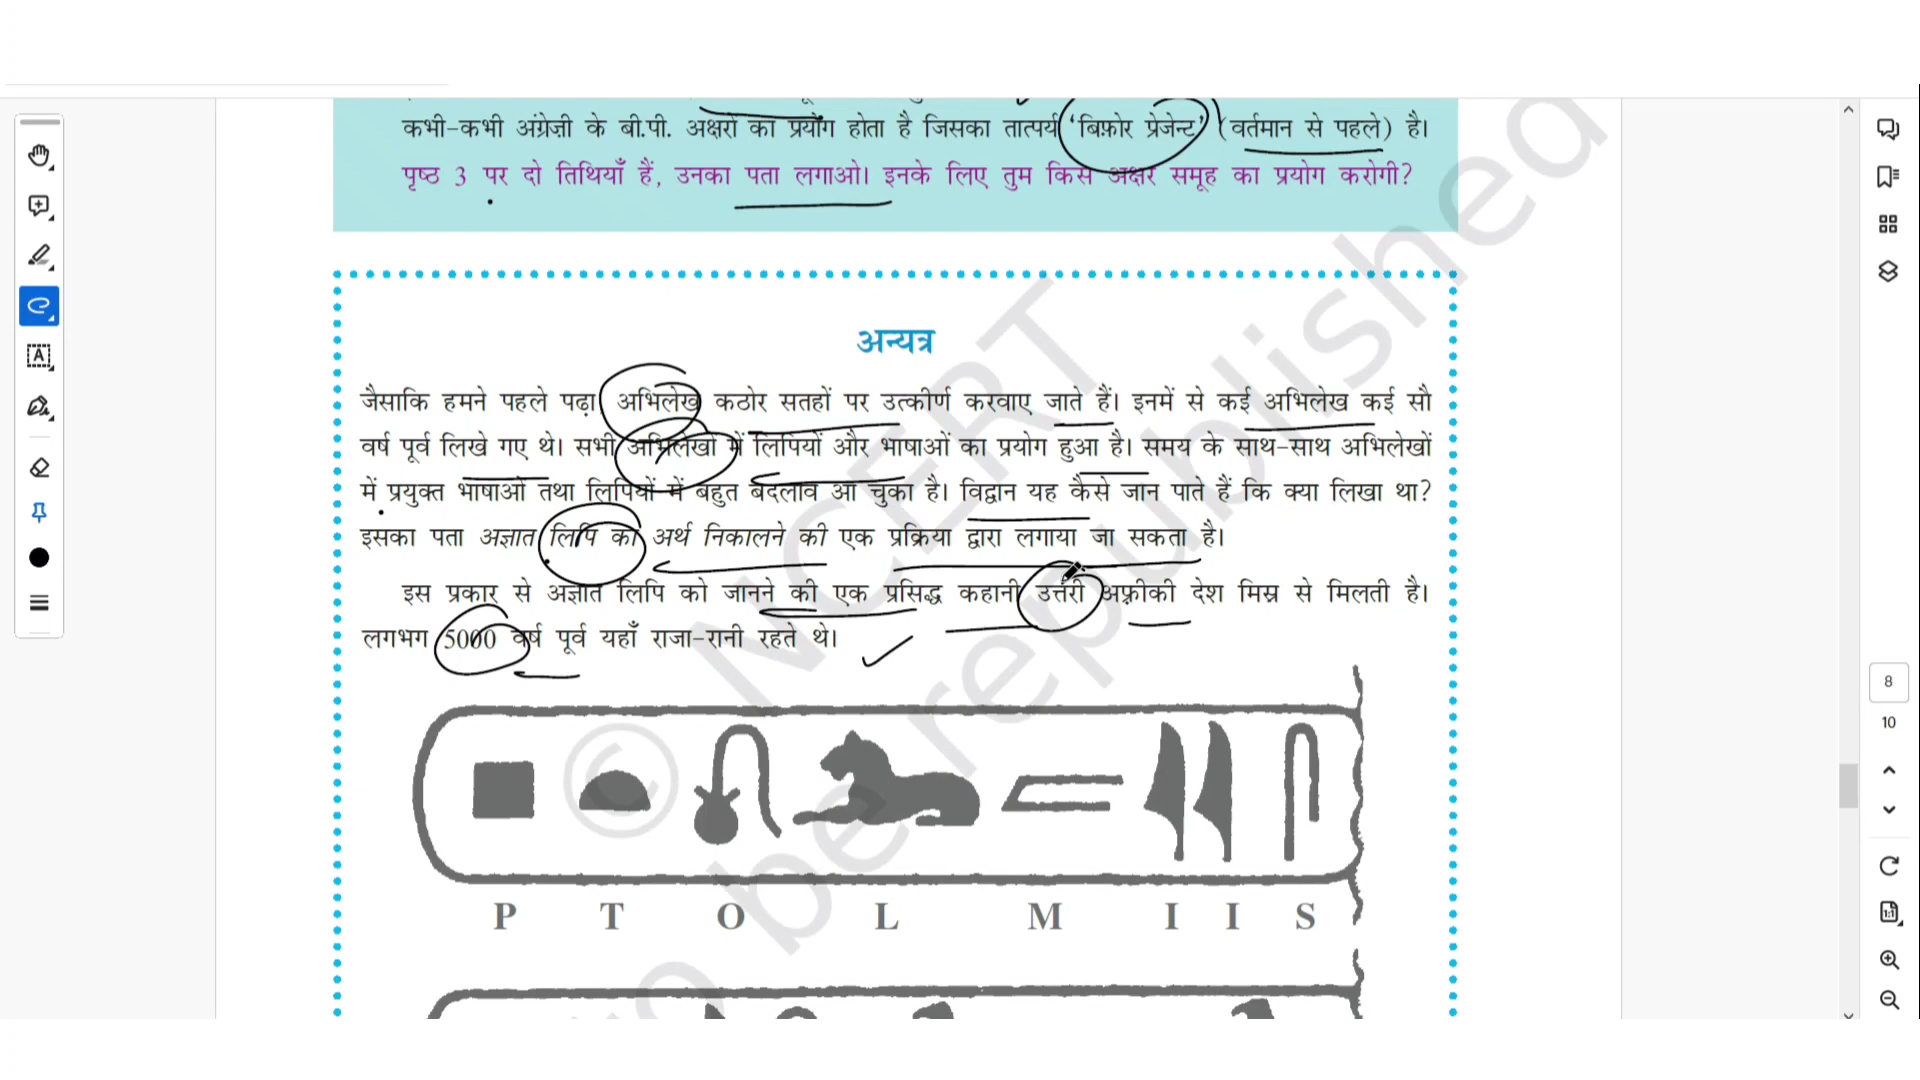 कभी-कभी अंग्रेज़ी के बी.पी. अक्षरों का प्रयोग होता है जिसका तात्पर्य ‘बिफ़ोर प्रेजेन्ट’ (वर्तमान से पहले) है।
पृष्ठ 3 पर दो तिथियाँ हैं, उनका पता लगाओ। इनके लिए तुम किस अक्षर समूह का प्रयोग करोगी?
अन्यत्र
जैसाकि हमने पहले पढ़ा अभिलेख कठोर सतहों पर उत्कीर्ण करवाए जाते हैं। इनमें से कई अभिलेख कई सौ
वर्ष पूर्व लिखे गए थे। सभी अभिलेखों में लिपियों और भाषाओं का प्रयोग हुआ है। समय के साथ-साथ अभिलेखों
में प्रयुक्त भाषाओं तथा लिपियों में बहुत बदलाव आ चुका है। विद्वान यह कैसे जान पाते हैं कि क्या लिखा था?
इसका पता अज्ञात लिपि का अर्थ निकालने की एक प्रक्रिया द्वारा लगाया जा सकता है।
इस प्रकार से अज्ञात लिपि को जानने की एक प्रसिद्ध कहानी उत्तरी अफ़्रीकी देश मिस्र से मिलती है।
लगभग 5000 वर्ष पूर्व यहाँ राजा-रानी रहते थे।
P T O L M I I S
© NCERT
be republished
8
10